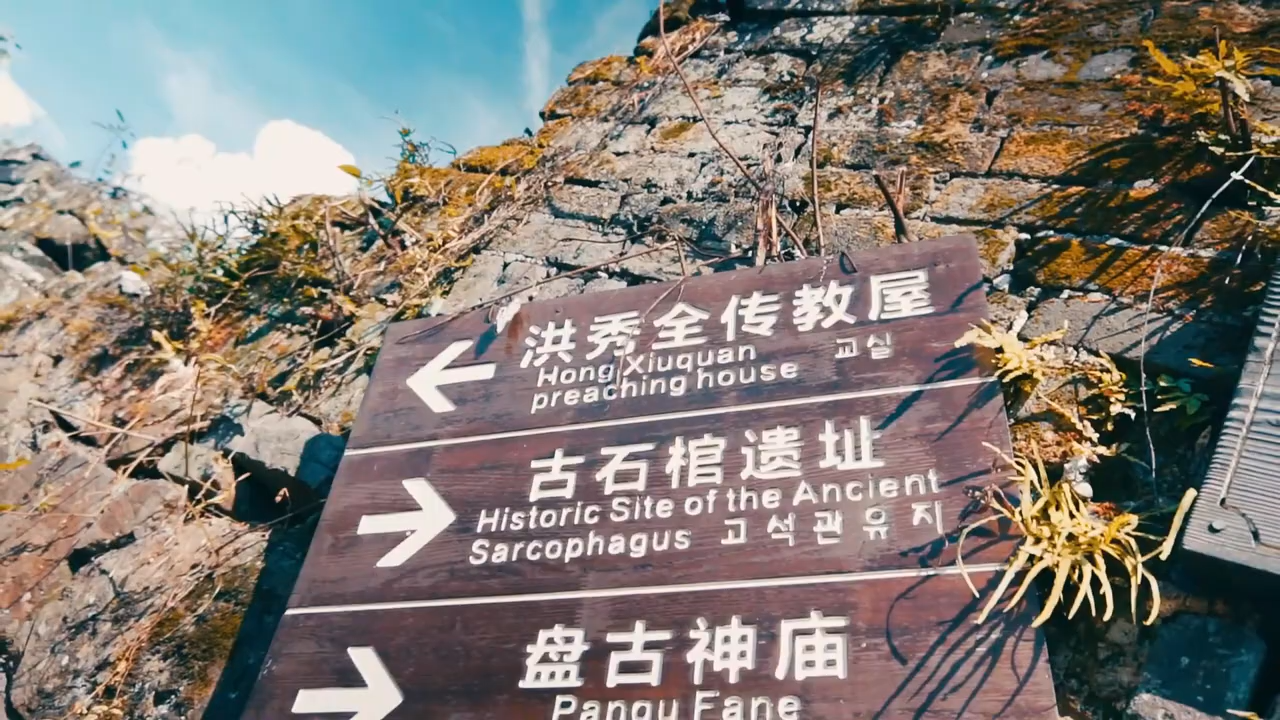 洪秀全传教屋
Hong Xiuquan
preaching house
교실
古石棺遗址
Historic Site of the Ancient
Sarcophagus 고석관유지
盘古神庙
Pangu Fane